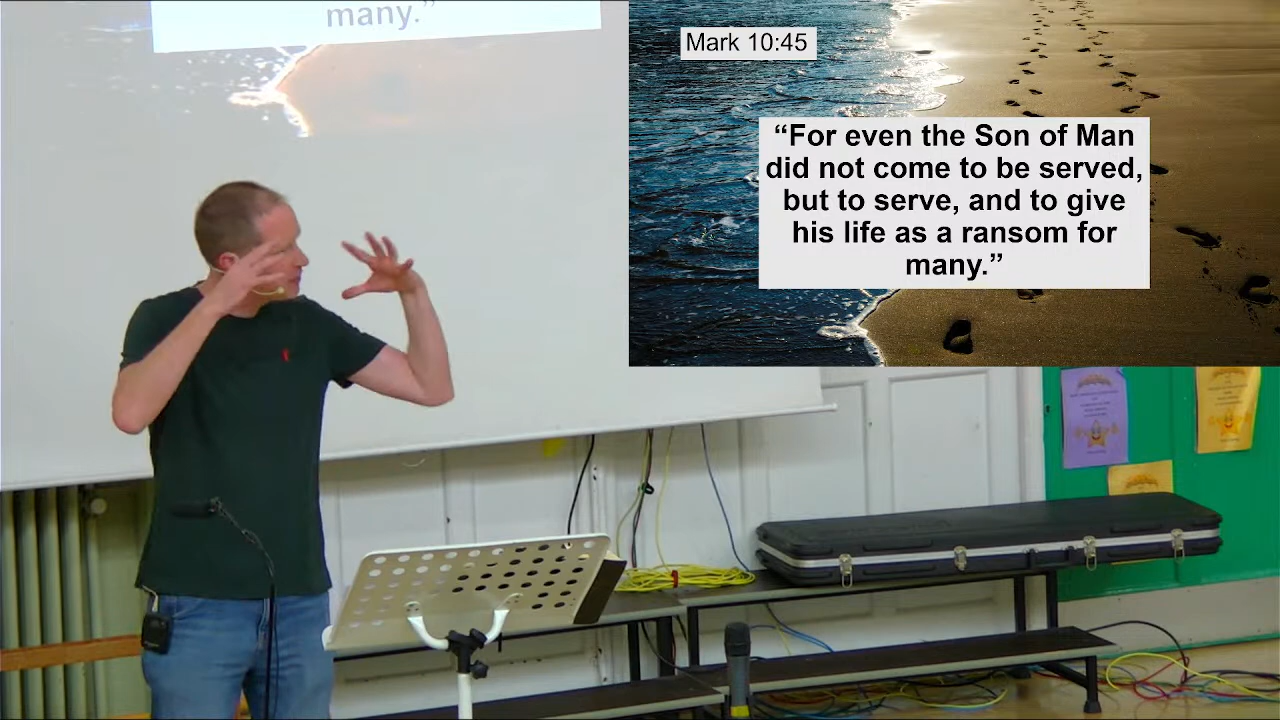 many.”
Mark 10:45
“For even the Son of Man
did not come to be served,
but to serve, and to give
his life as a ransom for
many.”